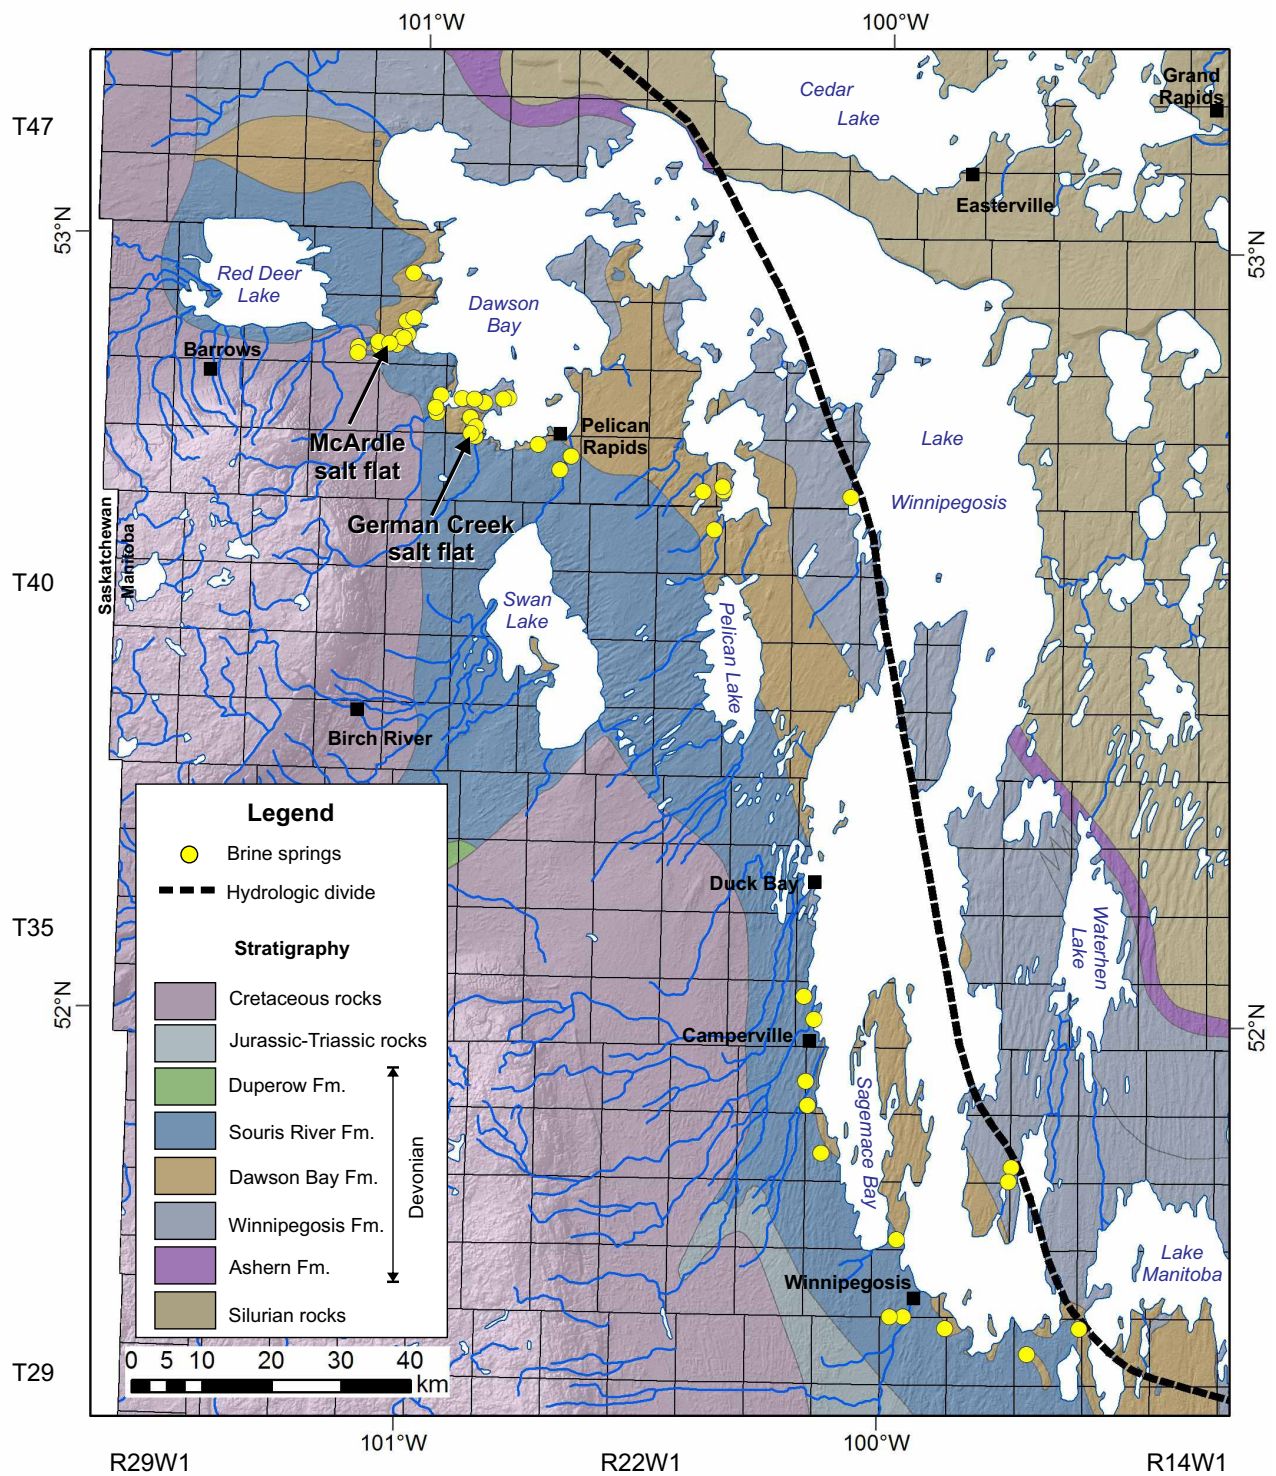 101°W
100°W
Grand
Rapids
Cedar
Lake
T47
Easterville
53°N
53°N
Red Deer
Lake
Dawson
Bay
Barrows
McArdle
salt flat
Pelican
Rapids
Lake
Winnipegosis
German Creek
salt flat
Saskatchewan
Manitoba
T40
Swan
Lake
Pelican Lake
Birch River
Legend
Brine springs
Hydrologic divide
Stratigraphy
Cretaceous rocks
Jurassic-Triassic rocks
Duperow Fm.
Souris River Fm.
Dawson Bay Fm.
Winnipegosis Fm.
Ashern Fm.
Silurian rocks
Devonian
Duck Bay
T35
Waterhen
Lake
52°N
52°N
Camperville
Sagemace Bay
Winnipegosis
Lake
Manitoba
T29
0 5 10 20 30 40
km
101°W
100°W
R29W1
R22W1
R14W1